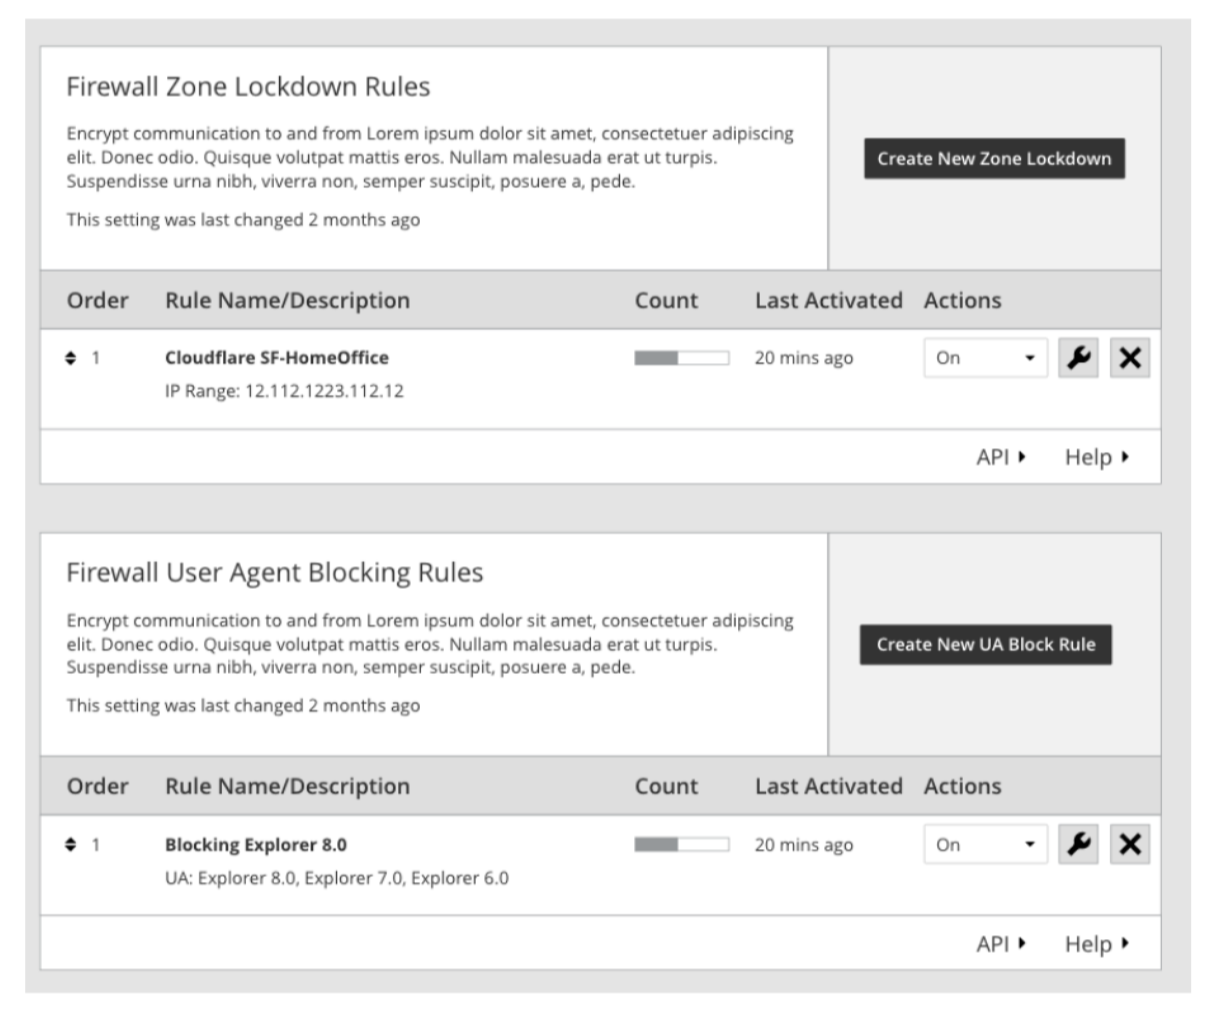 Firewall Zone Lockdown Rules
Encrypt communication to and from Lorem ipsum dolor sit amet, consectetuer adipiscing
elit. Donec odio. Quisque volutpat mattis eros. Nullam malesuada erat ut turpis.
Suspendisse urna nibh, viverra non, semper suscipit, posuere a, pede.
This setting was last changed 2 months ago
Create New Zone Lockdown
Order Rule Name/Description Count Last Activated Actions
1 Cloudflare SF-HomeOffice 20 mins ago On
IP Range: 12.112.1223.112.12
API Help
Firewall User Agent Blocking Rules
Encrypt communication to and from Lorem ipsum dolor sit amet, consectetuer adipiscing
elit. Donec odio. Quisque volutpat mattis eros. Nullam malesuada erat ut turpis.
Suspendisse urna nibh, viverra non, semper suscipit, posuere a, pede.
This setting was last changed 2 months ago
Create New UA Block Rule
Order Rule Name/Description Count Last Activated Actions
1 Blocking Explorer 8.0 20 mins ago On
UA: Explorer 8.0, Explorer 7.0, Explorer 6.0
API Help